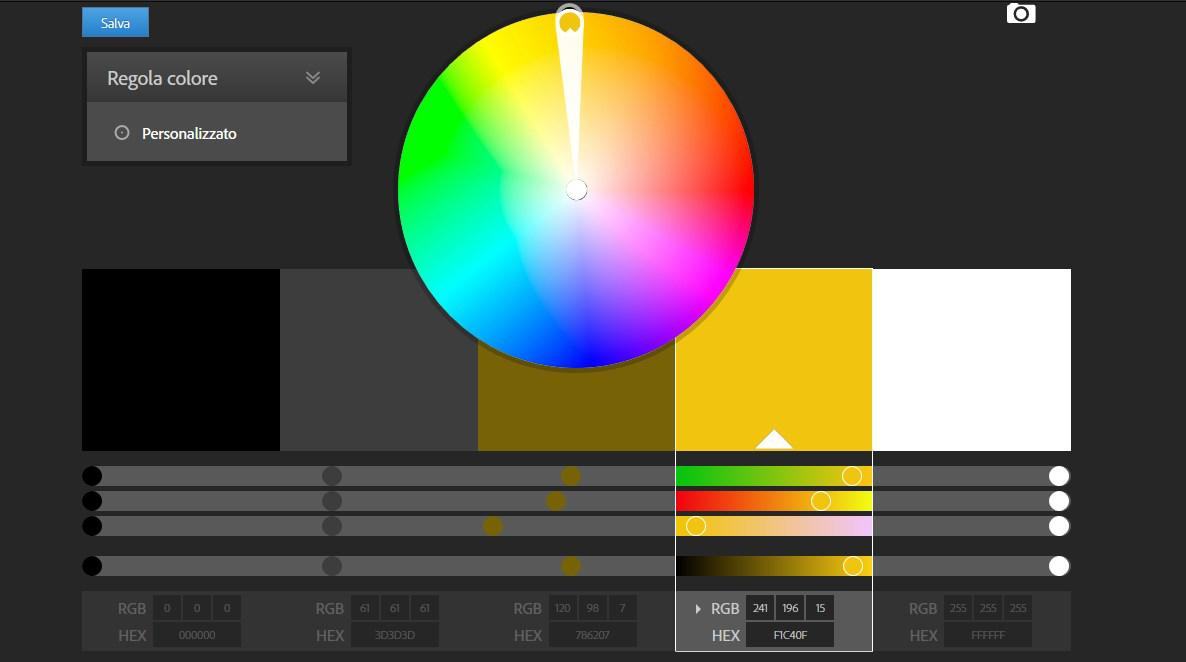 Salva
Regola colore
Personalizzato
RGB 0 0 0 RGB 61 61 61 RGB 120 98 7 RGB 241 196 15 RGB 255 255 255
HEX 000000 HEX 3D3D3D HEX 786207 HEX F1C40F HEX FFFFFF